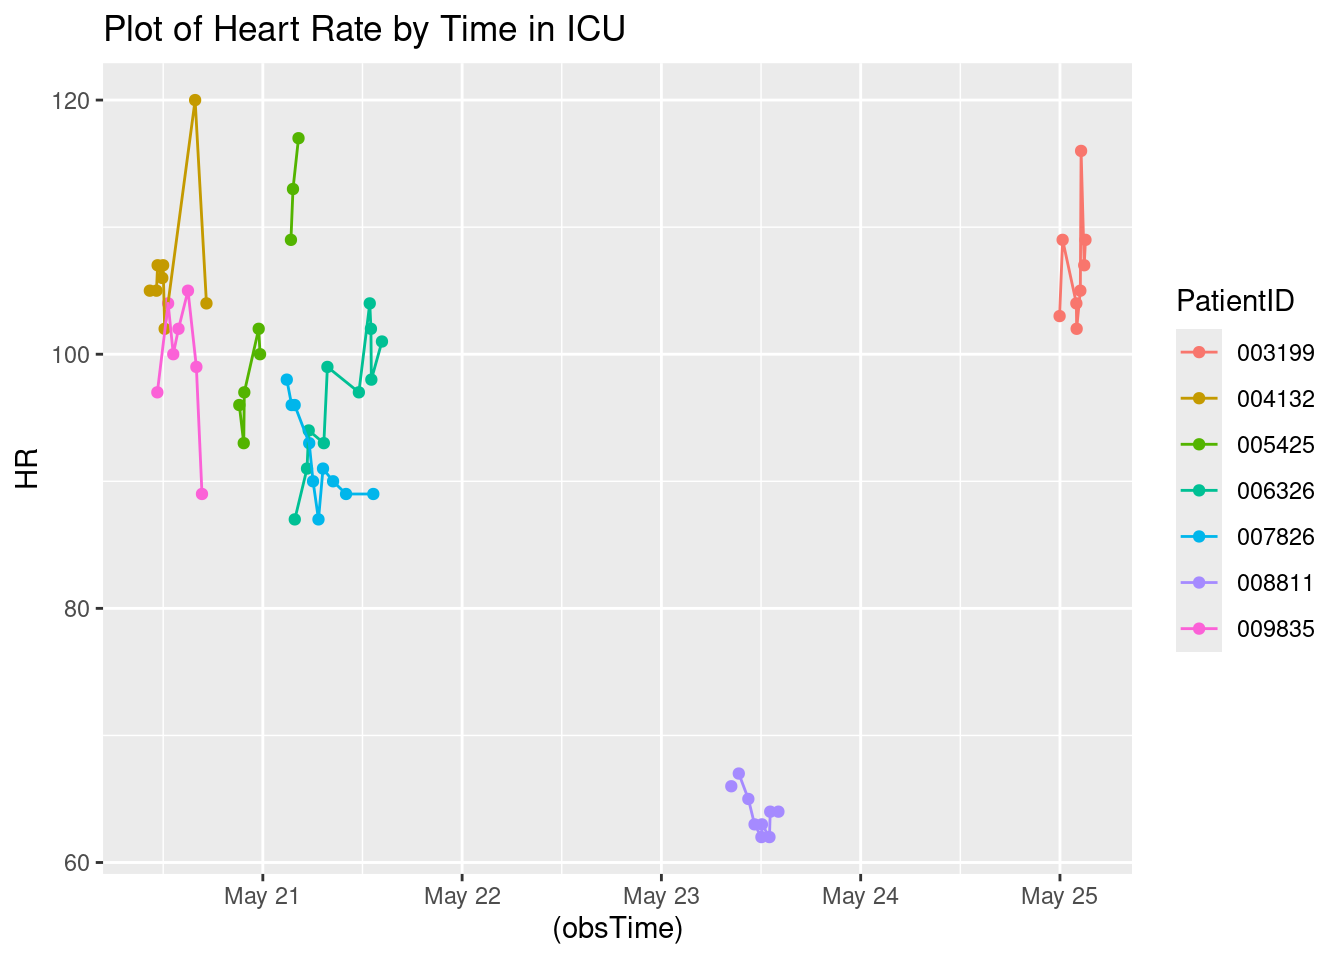 Plot of Heart Rate by Time in ICU
120
100
80
60
HR
May 21
May 22
May 23
May 24
May 25
(obsTime)
PatientID
003199
004132
005425
006326
007826
008811
009835